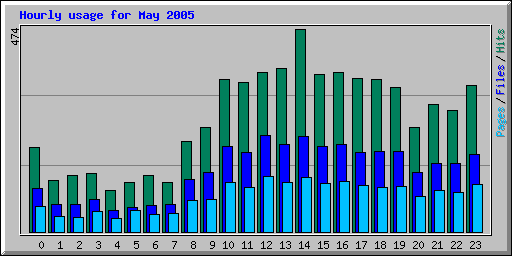 Hourly usage for May 2005
474
Pages/Files/Hits
0 1 2 3 4 5 6 7 8 9 10 11 12 13 14 15 16 17 18 19 20 21 22 23